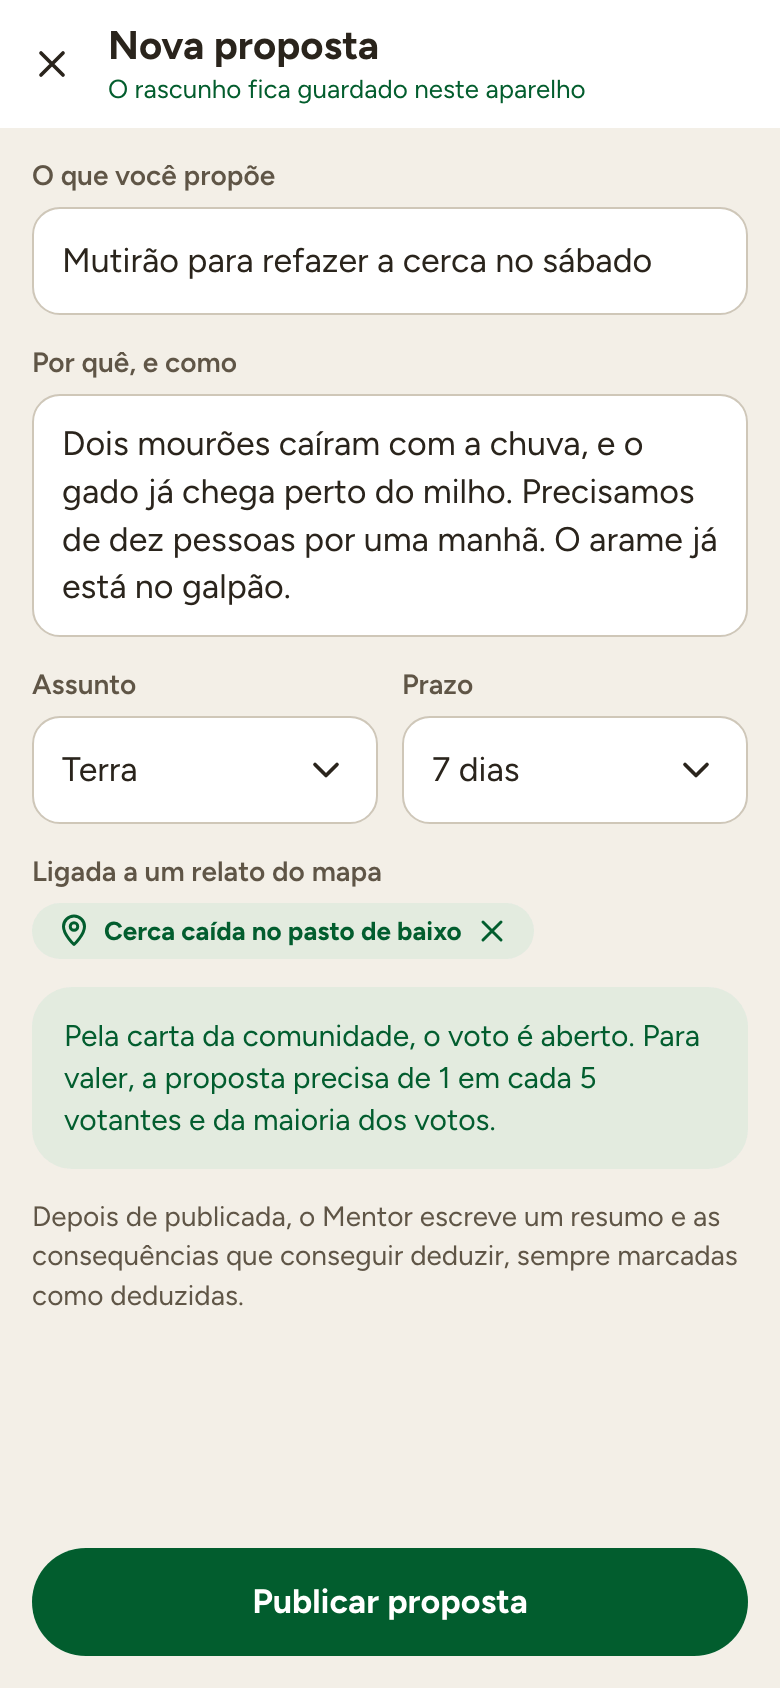 Nova proposta
O rascunho fica guardado neste aparelho
O que você propõe
Mutirão para refazer a cerca no sábado
Por quê, e como
Dois mourões caíram com a chuva, e o
gado já chega perto do milho. Precisamos
de dez pessoas por uma manhã. O arame já
está no galpão.
Assunto
Prazo
Terra
7 dias
Ligada a um relato do mapa
Cerca caída no pasto de baixo
Pela carta da comunidade, o voto é aberto. Para
valer, a proposta precisa de 1 em cada 5
votantes e da maioria dos votos.
Depois de publicada, o Mentor escreve um resumo e as
consequências que conseguir deduzir, sempre marcadas
como deduzidas.
Publicar proposta